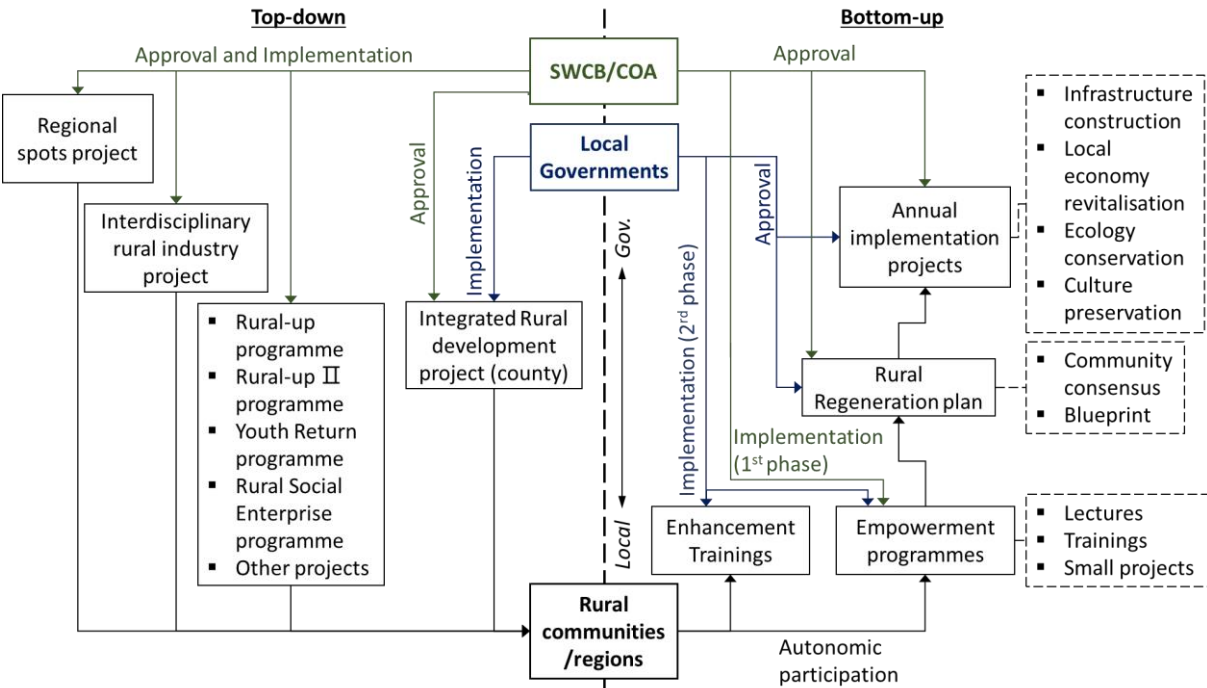 Top-down
Bottom-up
Approval and Implementation
SWCB/COA
Approval
Regional
spots project
Interdisciplinary
rural industry
project
▪ Rural-up
programme
▪ Rural-up II
programme
▪ Youth Return
programme
▪ Rural Social
Enterprise
programme
▪ Other projects
Approval
Implementation
Integrated Rural
development
project (county)
Local
Governments
Gov.
Local
Rural
communities
/regions
Implementation (2rd phase)
Approval
Annual
implementation
projects
▪ Infrastructure
construction
▪ Local
economy
revitalisation
▪ Ecology
conservation
▪ Culture
preservation
Rural
Regeneration plan
▪ Community
consensus
▪ Blueprint
Implementation
(1st phase)
Enhancement
Trainings
Empowerment
programmes
▪ Lectures
▪ Trainings
▪ Small projects
Autonomic
participation